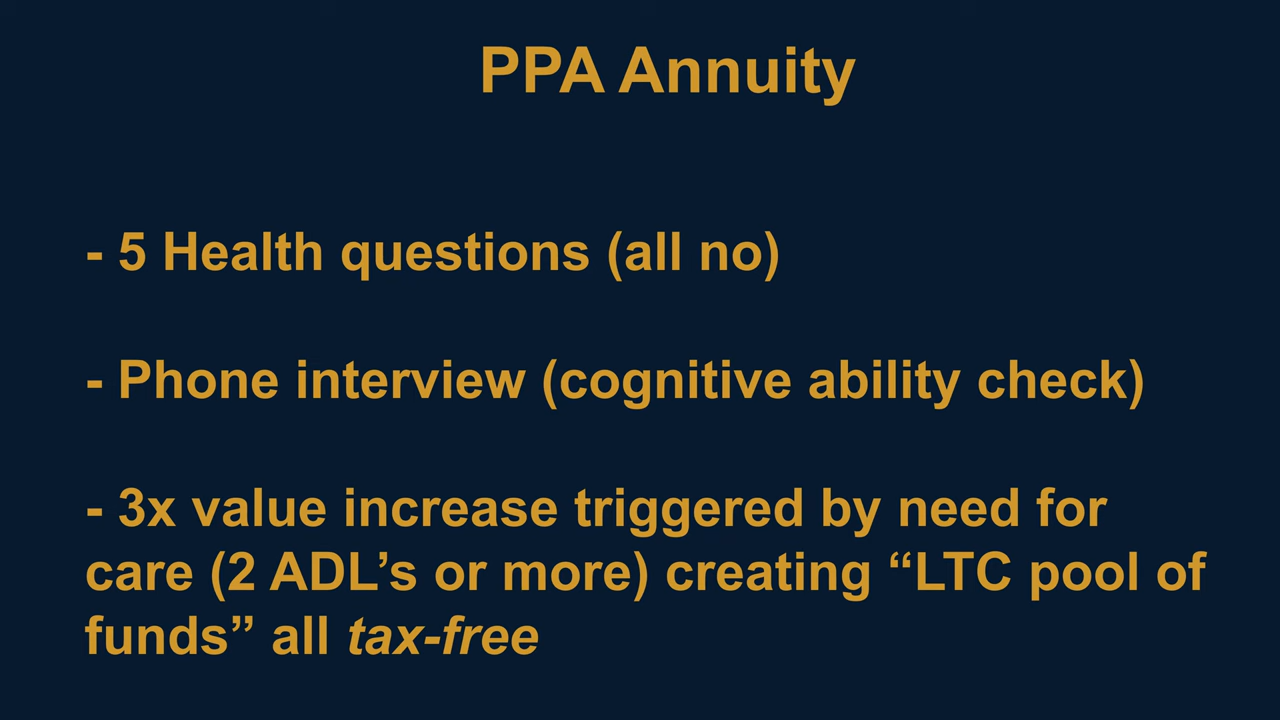 PPA Annuity
- 5 Health questions (all no)
- Phone interview (cognitive ability check)
- 3x value increase triggered by need for
care (2 ADL’s or more) creating “LTC pool of
funds” all tax-free